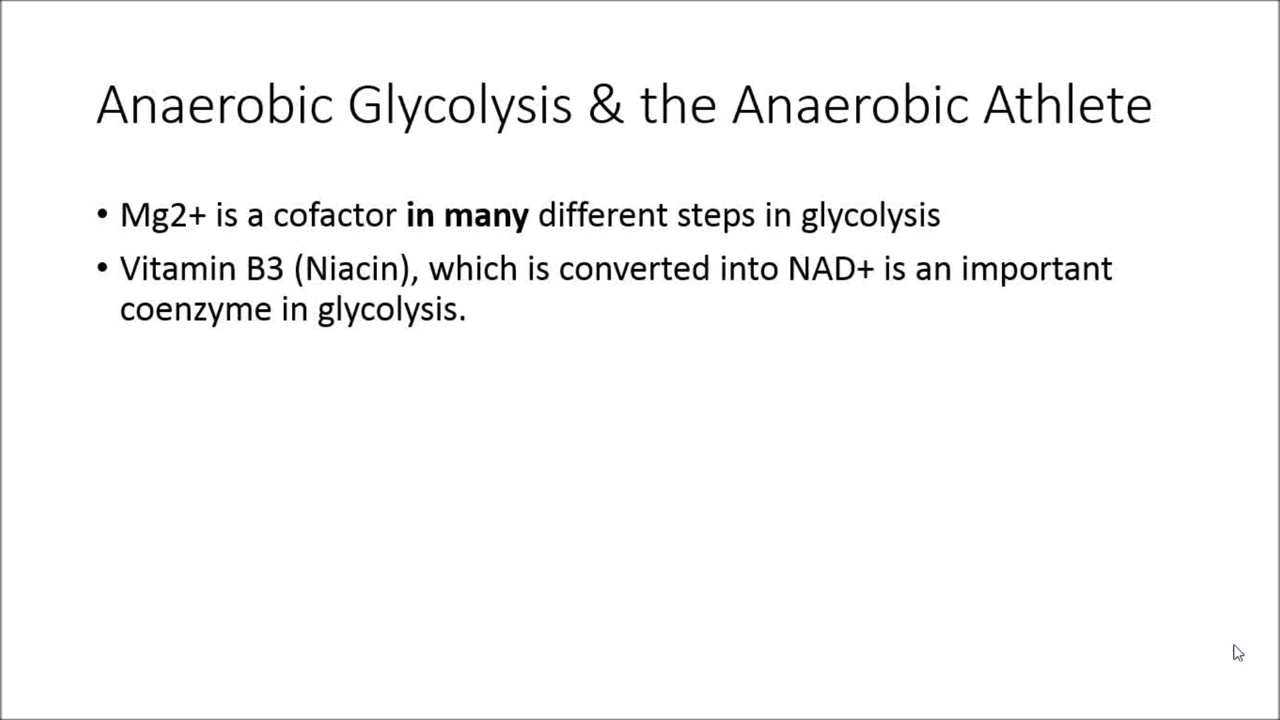 Anaerobic Glycolysis & the Anaerobic Athlete
• Mg2+ is a cofactor in many different steps in glycolysis
• Vitamin B3 (Niacin), which is converted into NAD+ is an important
coenzyme in glycolysis.